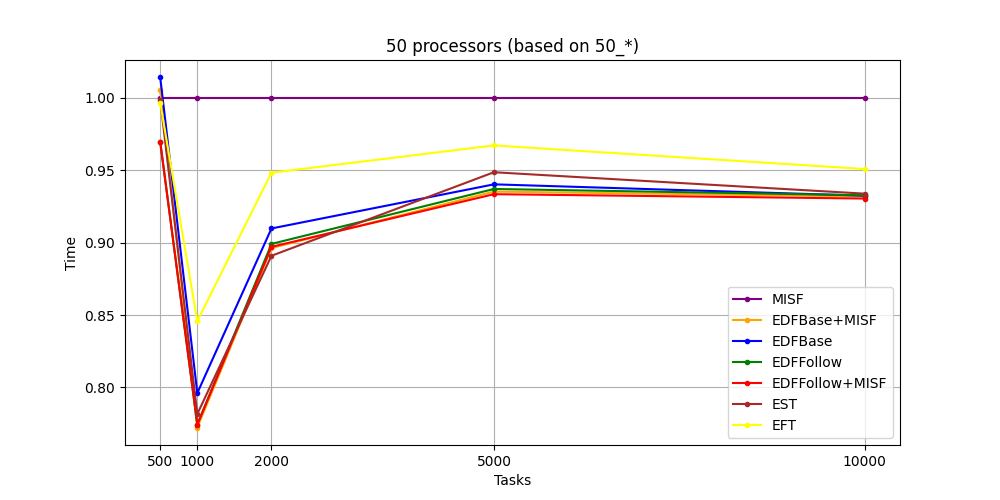 50 processors (based on 50_*)
1.00
0.95
0.90
0.85
0.80
Time
500 1000 2000 5000 10000
Tasks
MISF
EDFBase+MISF
EDFBase
EDFFollow
EDFFollow+MISF
EST
EFT